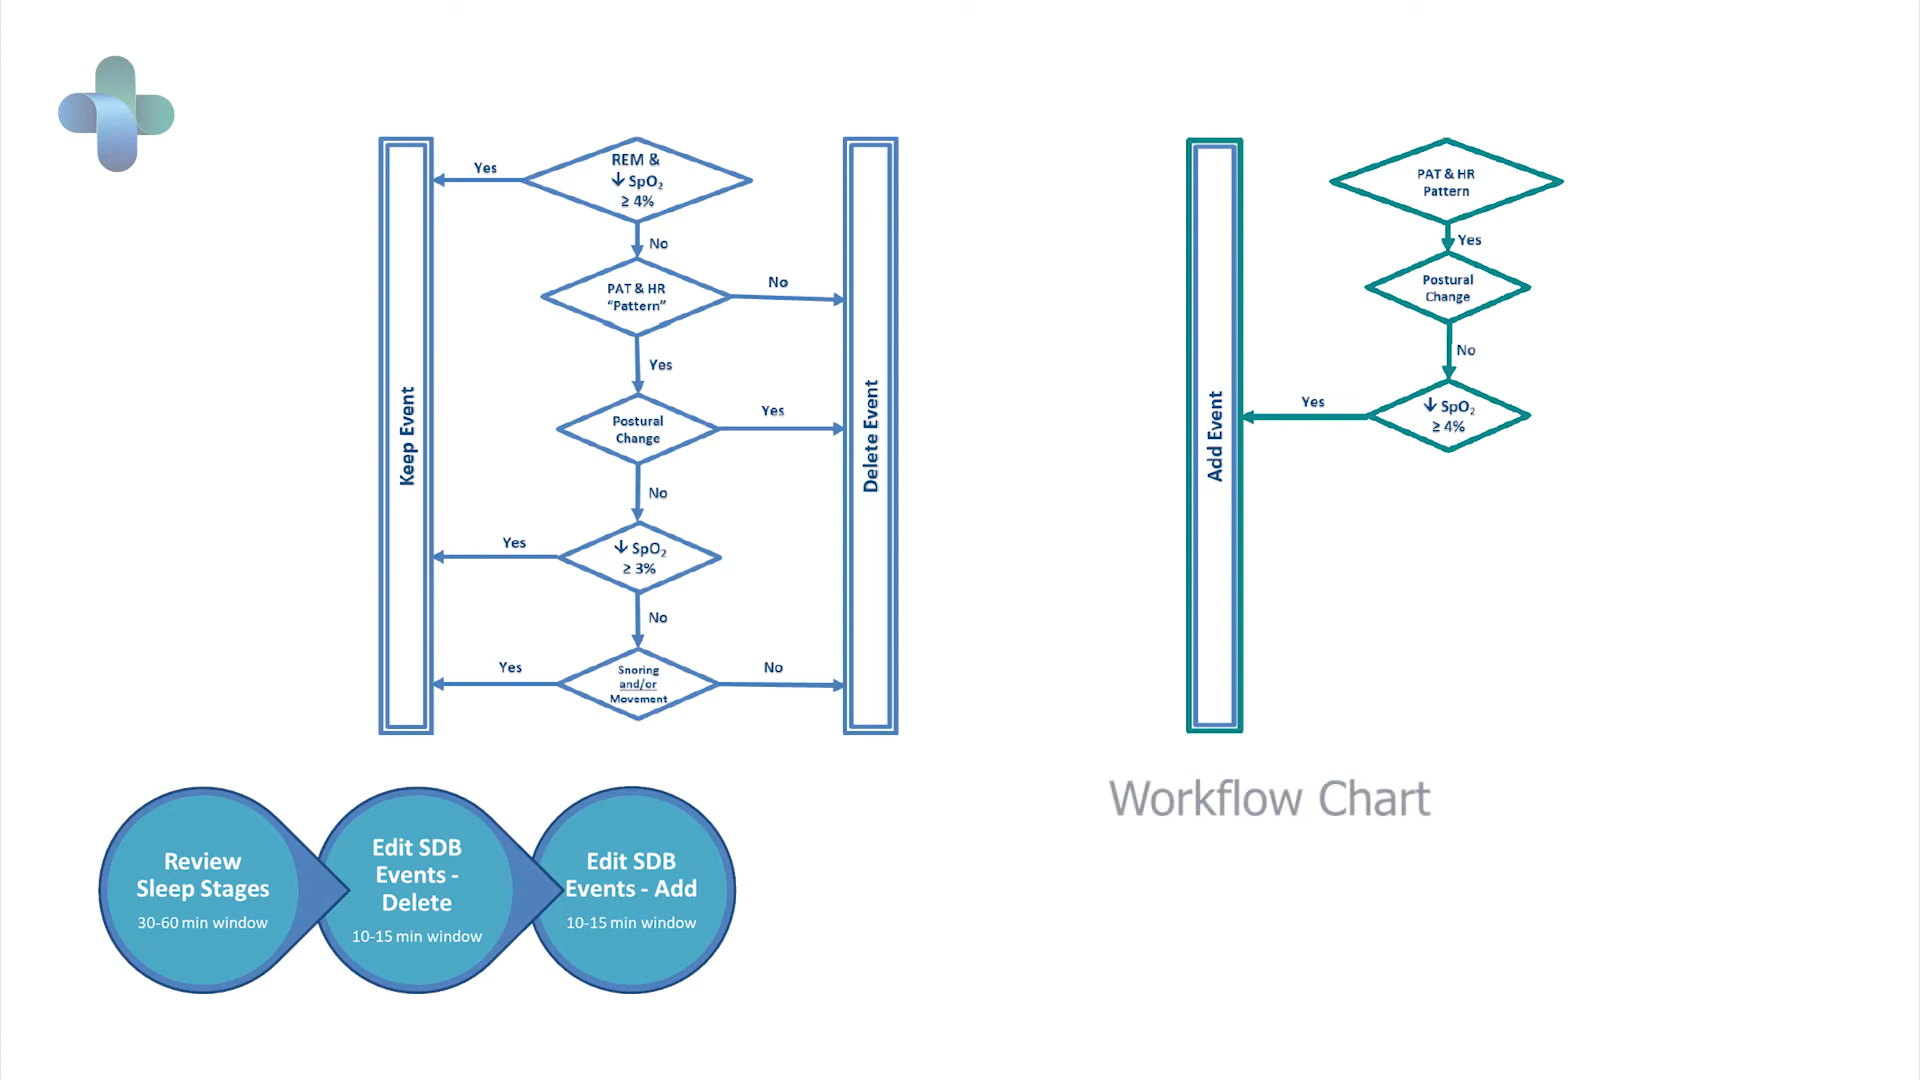 REM &
↓ SpO₂
≥ 4%
Yes
No
PAT & HR
“Pattern”
No
Yes
Postural
Change
Yes
No
↓ SpO₂
≥ 3%
Yes
No
Snoring
and/or
Movement
Yes
No
Keep Event
Delete Event
PAT & HR
Pattern
Yes
Postural
Change
No
↓ SpO₂
≥ 4%
Yes
Add Event
Workflow Chart
Review
Sleep Stages
30-60 min window
Edit SDB
Events -
Delete
10-15 min window
Edit SDB
Events - Add
10-15 min window